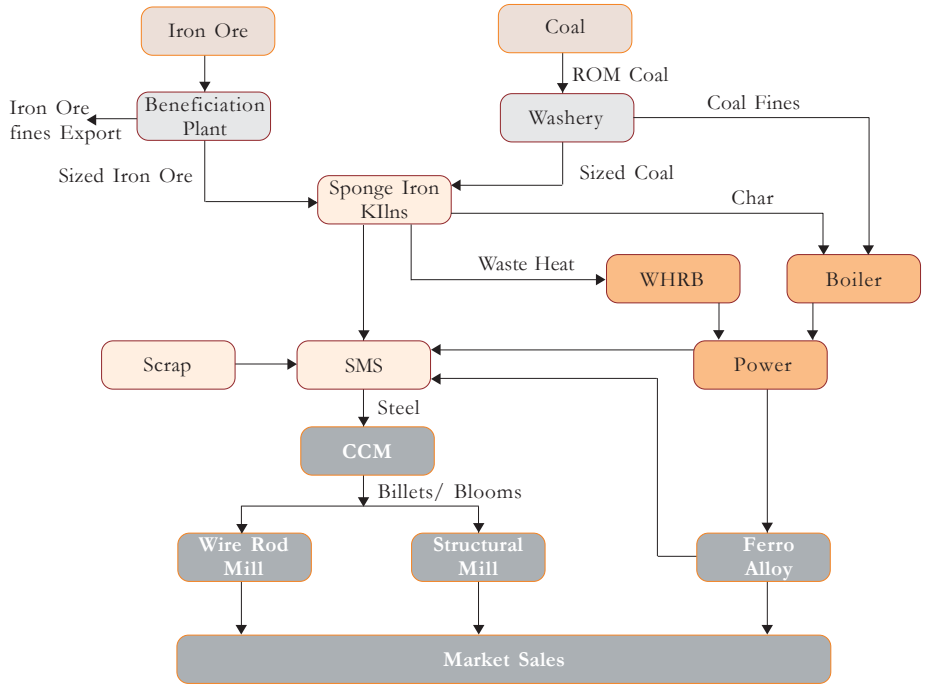 Iron Ore
Coal
ROM Coal
Iron Ore
fines Export
Beneficiation
Plant
Washery
Coal Fines
Sized Iron Ore
Sized Coal
Sponge Iron
KIlns
Char
Waste Heat
WHRB
Boiler
Scrap
SMS
Power
Steel
CCM
Billets/ Blooms
Wire Rod
Mill
Structural
Mill
Ferro
Alloy
Market Sales